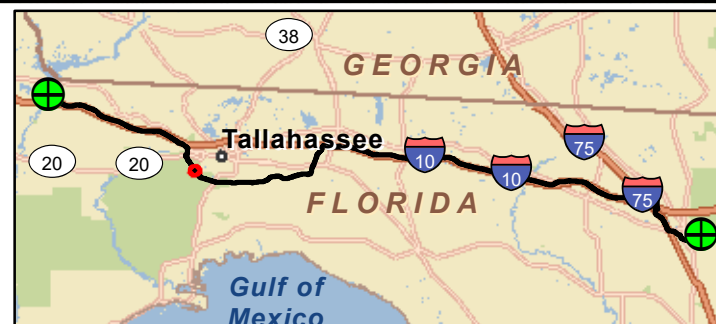 38
GEORGIA
Tallahassee
75
20
20
10
10
75
FLORIDA
Gulf of
Mexico